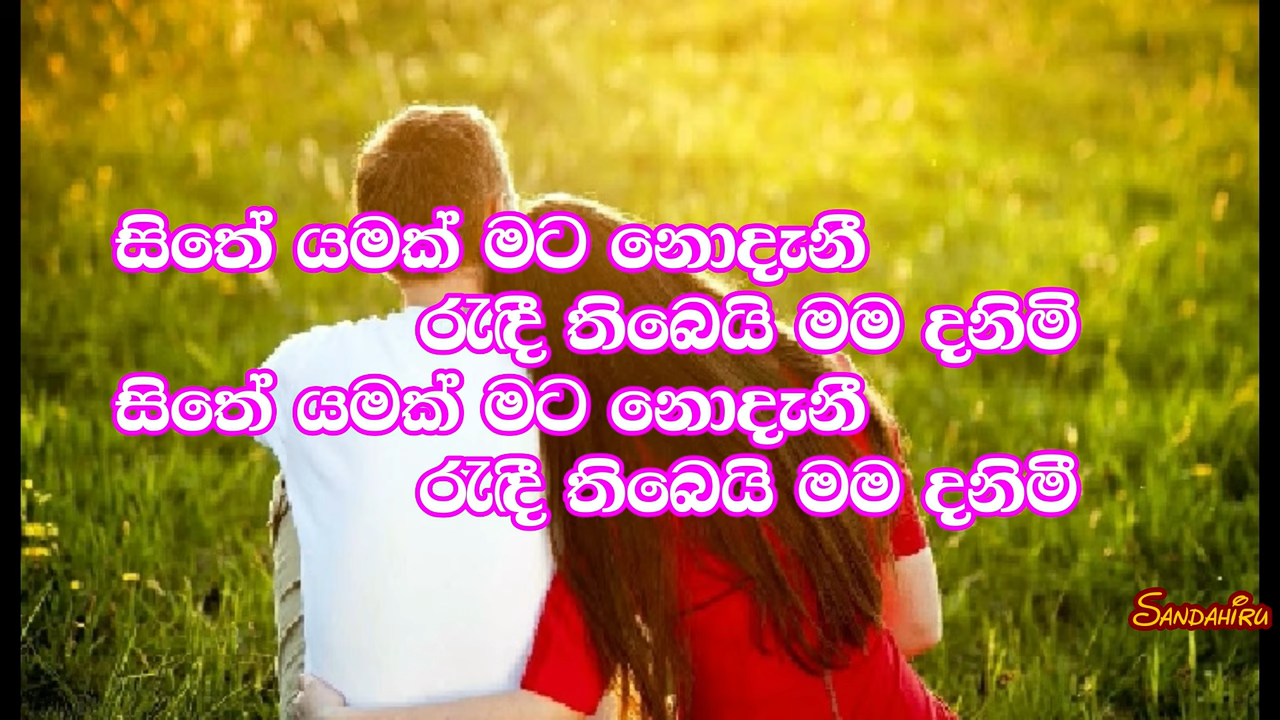 සිතේ යමක් මට නොදැනී
රැඳී තිබෙයි මම දනිමි
සිතේ යමක් මට නොදැනී
රැඳී තිබෙයි මම දනිමී
SANDAHIRU